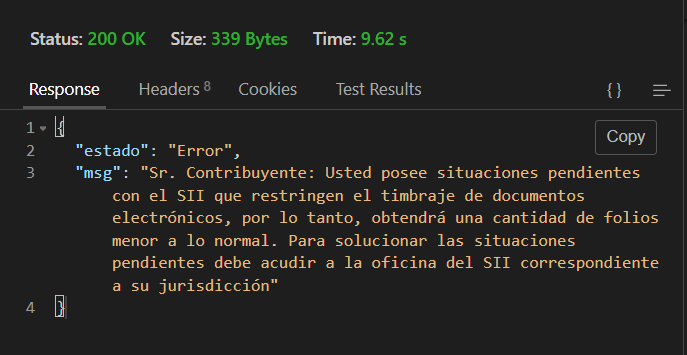 Status: 200 OK Size: 339 Bytes Time: 9.62 s
Response Headers 8 Cookies Test Results {} 
Copy
1 {
2 "estado": "Error",
3 "msg": "Sr. Contribuyente: Usted posee situaciones pendientes
con el SII que restringen el timbraje de documentos
electrónicos, por lo tanto, obtendrá una cantidad de folios
menor a lo normal. Para solucionar las situaciones
pendientes debe acudir a la oficina del SII correspondiente
a su jurisdicción"
4 }